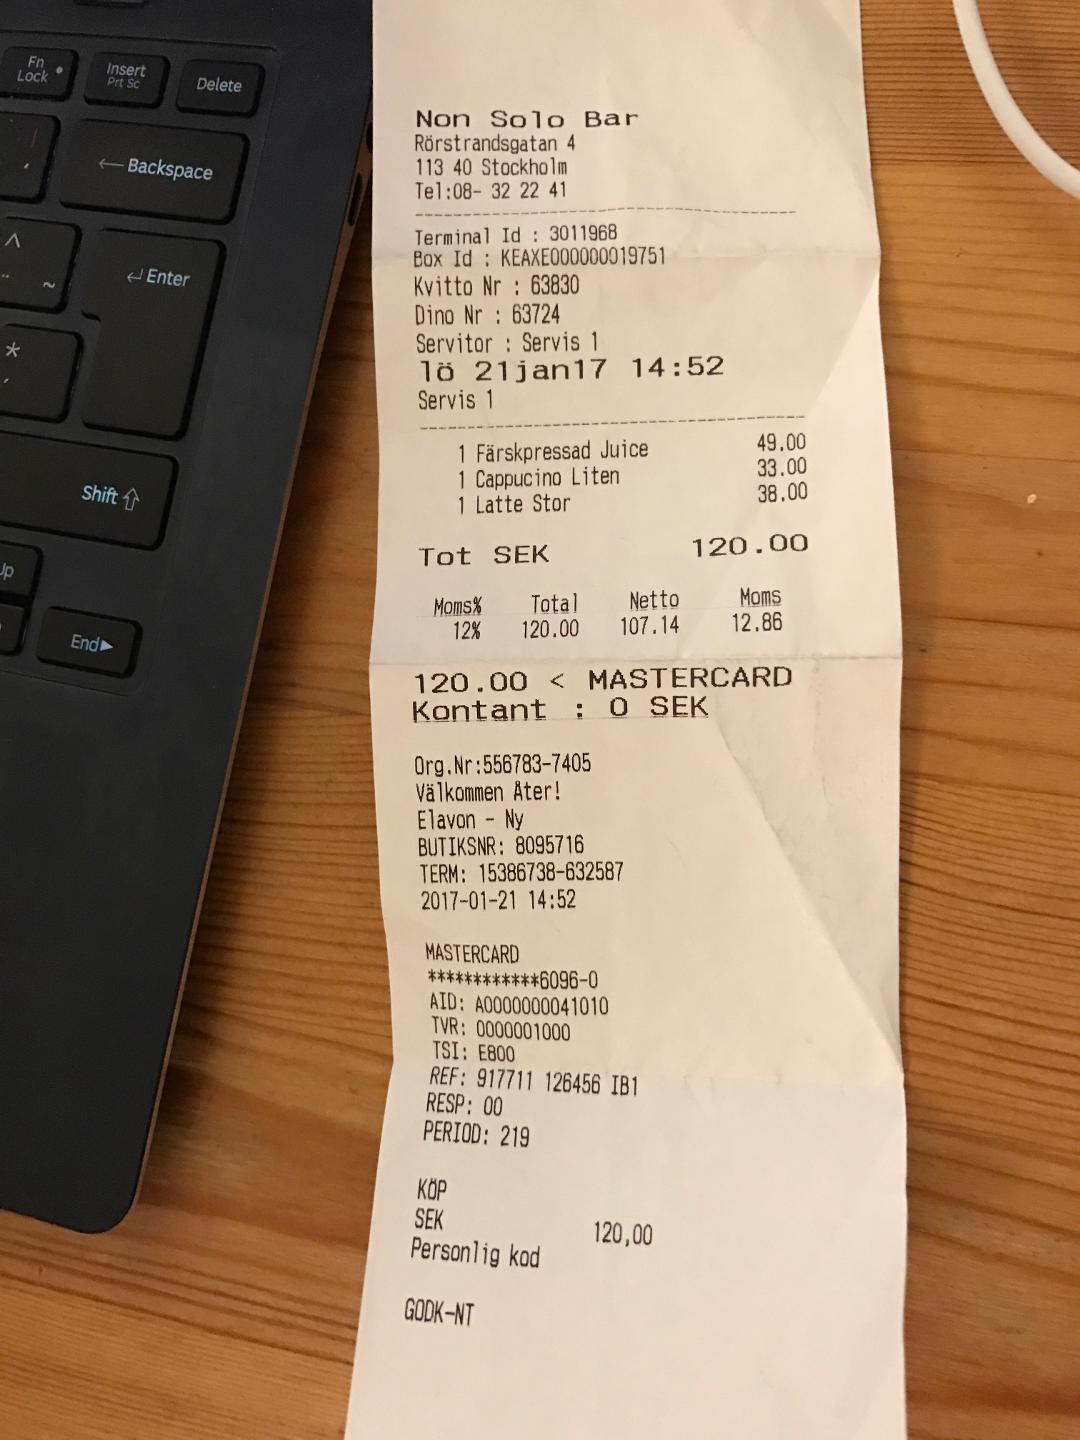 Fn
Lock
Insert
Prt Sc
Delete
Backspace
Enter
Shift
Up
End
Non Solo Bar
Rörstrandsgatan 4
113 40 Stockholm
Tel:08- 32 22 41
Terminal Id : 3011968
Box Id : KEAXE000000019751
Kvitto Nr : 63830
Dino Nr : 63724
Servitor : Servis 1
lö 21jan17 14:52
Servis 1
1 Färskpressad Juice 49.00
1 Cappucino Liten 33.00
1 Latte Stor 38.00
Tot SEK 120.00
Moms% Total Netto Moms
12% 120.00 107.14 12.86
120.00 < MASTERCARD
Kontant : 0 SEK
Org.Nr:556783-7405
Välkommen Åter!
Elavon - Ny
BUTIKSNR: 8095716
TERM: 15386738-632587
2017-01-21 14:52
MASTERCARD
************6096-0
AID: A0000000041010
TVR: 0000001000
TSI: E800
REF: 917711 126456 IB1
RESP: 00
PERIOD: 219
KÖP
SEK 120,00
Personlig kod
GODK-NT